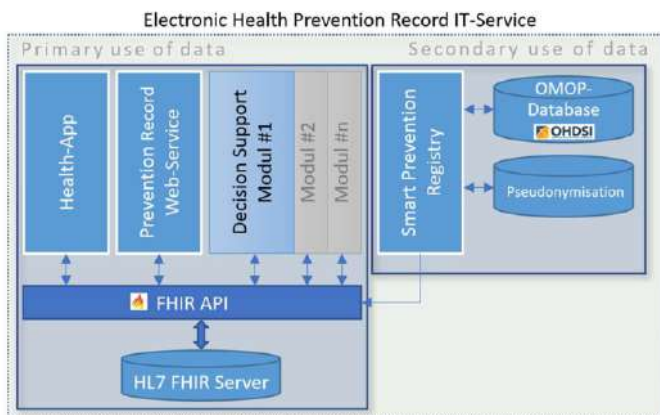 Electronic Health Prevention Record IT-Service
Primary use of data
Secondary use of data
Health-App
Prevention Record
Web-Service
Decision Support
Modul #1
Modul #2
Modul #n
Smart Prevention
Registry
OMOP-
Database
OHDSI
Pseudonymisation
FHIR API
HL7 FHIR Server